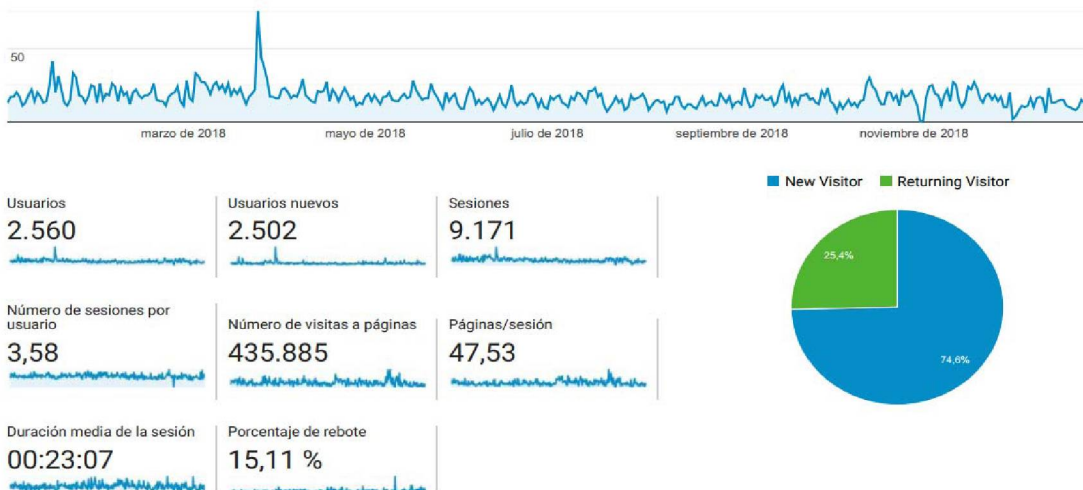 50
marzo de 2018
mayo de 2018
julio de 2018
septiembre de 2018
noviembre de 2018
New Visitor
Returning Visitor
Usuarios
2.560
Usuarios nuevos
2.502
Sesiones
9.171
25,4%
74,6%
Número de sesiones por
usuario
3,58
Número de visitas a páginas
435.885
Páginas/sesión
47,53
Duración media de la sesión
00:23:07
Porcentaje de rebote
15,11 %